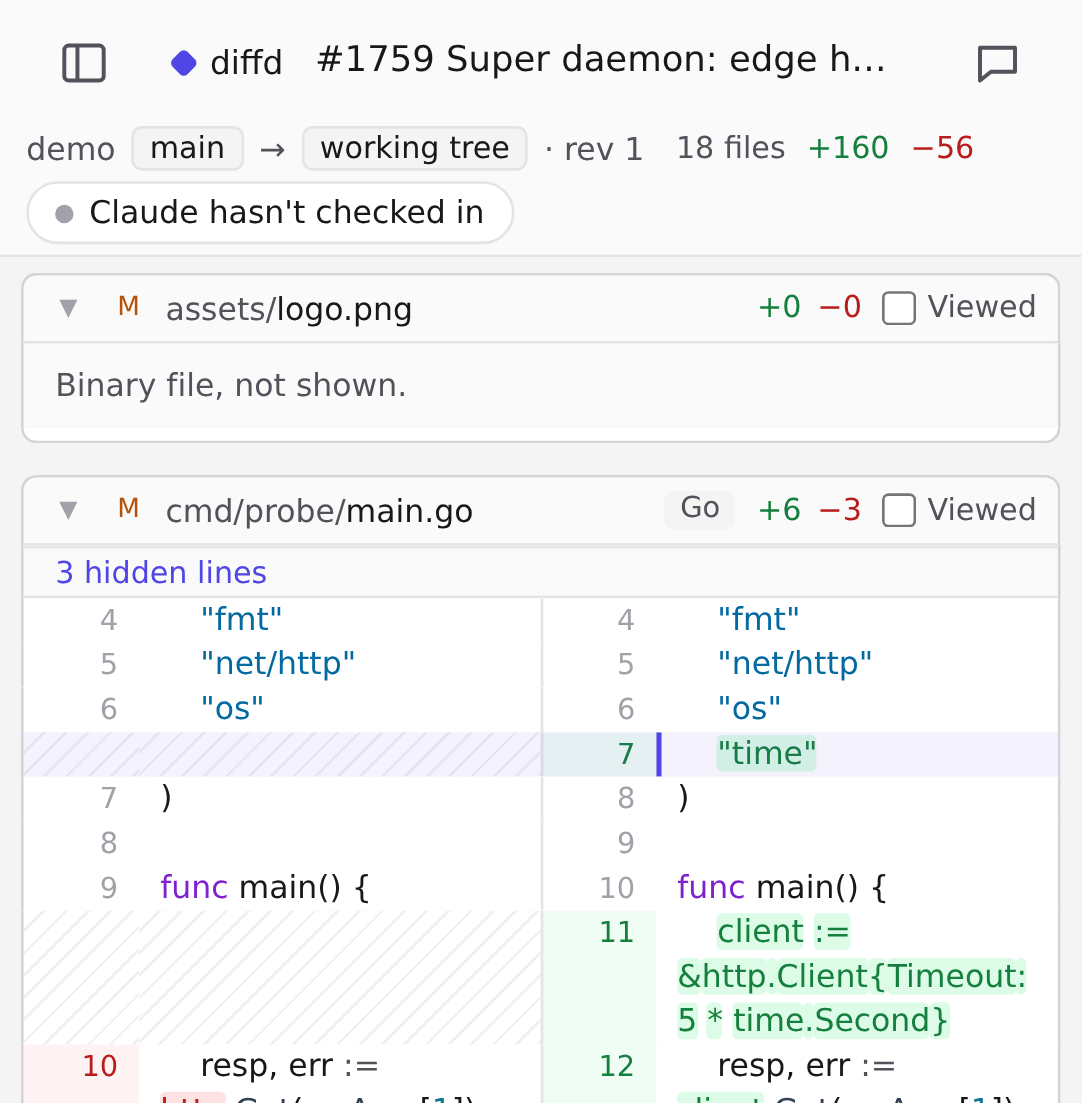 diffd #1759 Super daemon: edge h…
demo main → working tree · rev 1 18 files +160 −56
Claude hasn't checked in
▼ M assets/logo.png +0 −0 Viewed
Binary file, not shown.
▼ M cmd/probe/main.go Go +6 −3 Viewed
3 hidden lines
4 "fmt" 4 "fmt"
5 "net/http" 5 "net/http"
6 "os" 6 "os"
7 "time"
7 ) 8 )
8 9
9 func main() { 10 func main() {
11 client :=
&http.Client{Timeout:
5 * time.Second}
10 resp, err := 12 resp, err :=